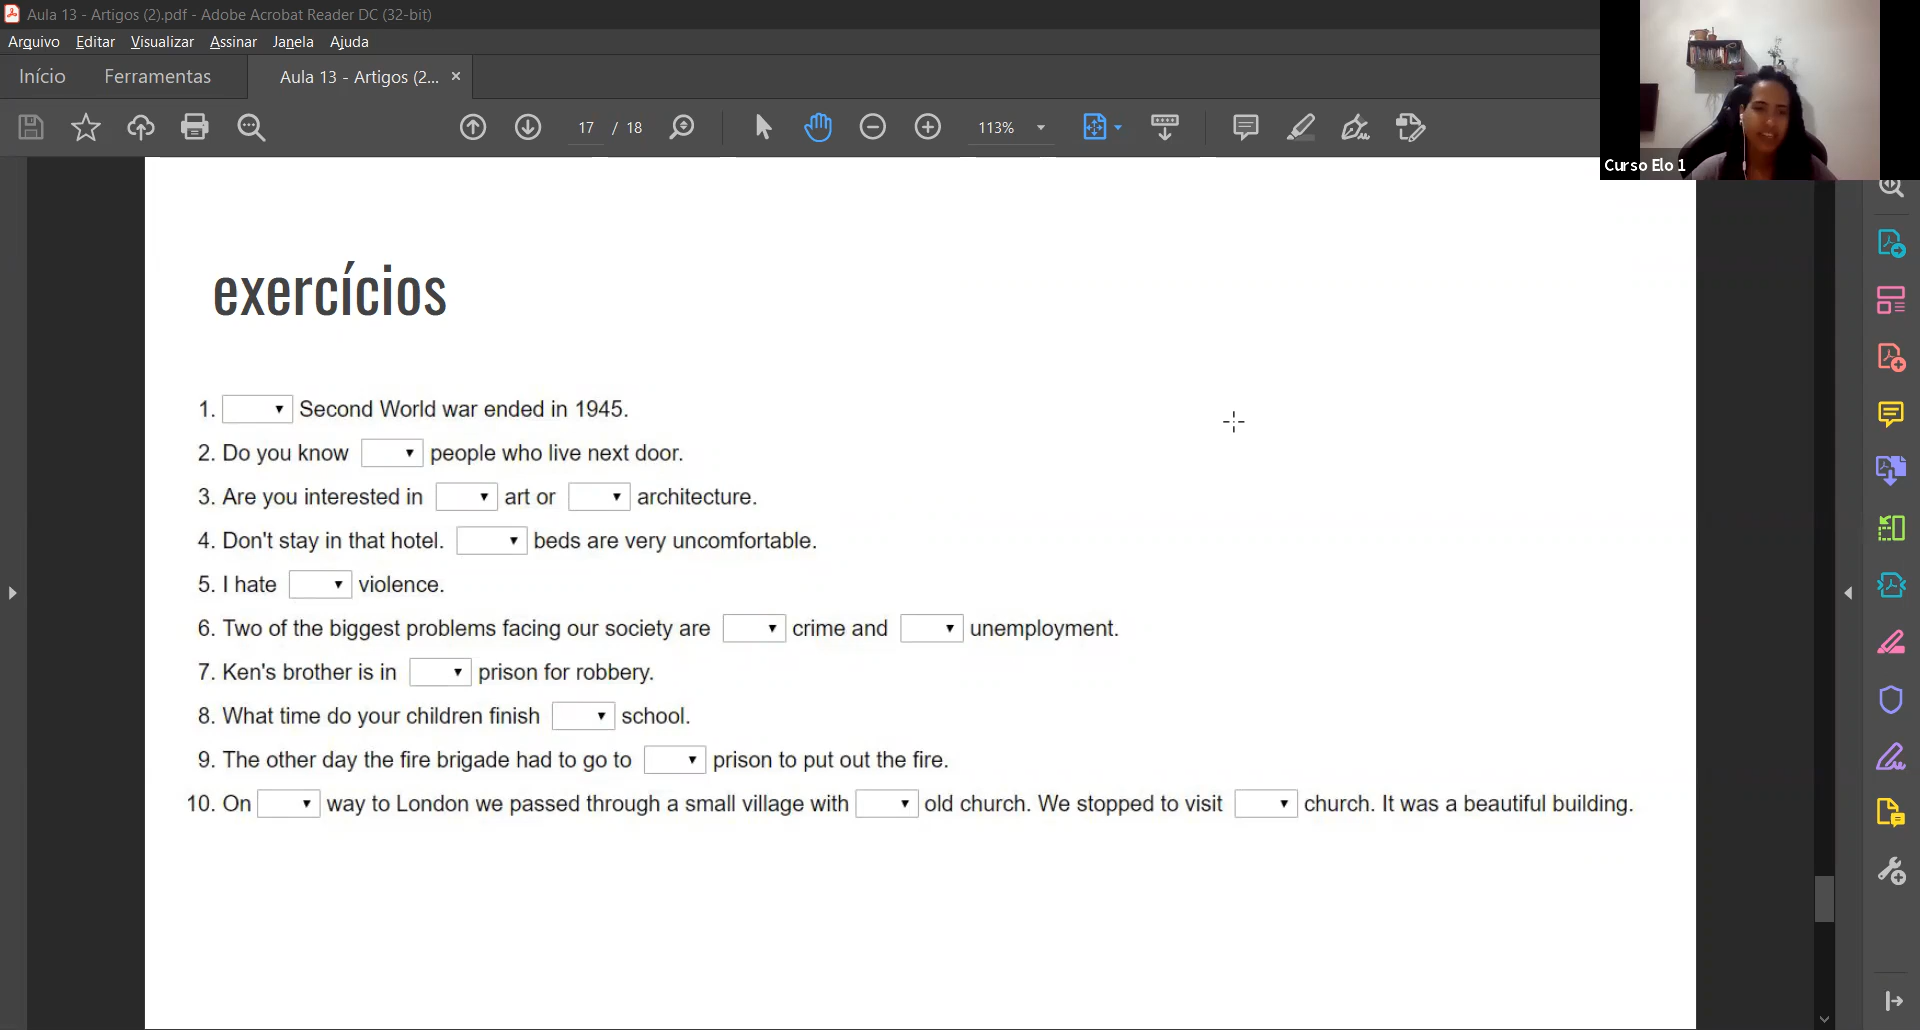 Aula 13 - Artigos (2).pdf - Adobe Acrobat Reader DC (32-bit)
Arquivo Editar Visualizar Assinar Janela Ajuda
Início Ferramentas Aula 13 - Artigos (2... ×
17 / 18 113%
Curso Elo 1
exercícios
1. Second World war ended in 1945.
2. Do you know people who live next door.
3. Are you interested in art or architecture.
4. Don't stay in that hotel. beds are very uncomfortable.
5. I hate violence.
6. Two of the biggest problems facing our society are crime and unemployment.
7. Ken's brother is in prison for robbery.
8. What time do your children finish school.
9. The other day the fire brigade had to go to prison to put out the fire.
10. On way to London we passed through a small village with old church. We stopped to visit church. It was a beautiful building.